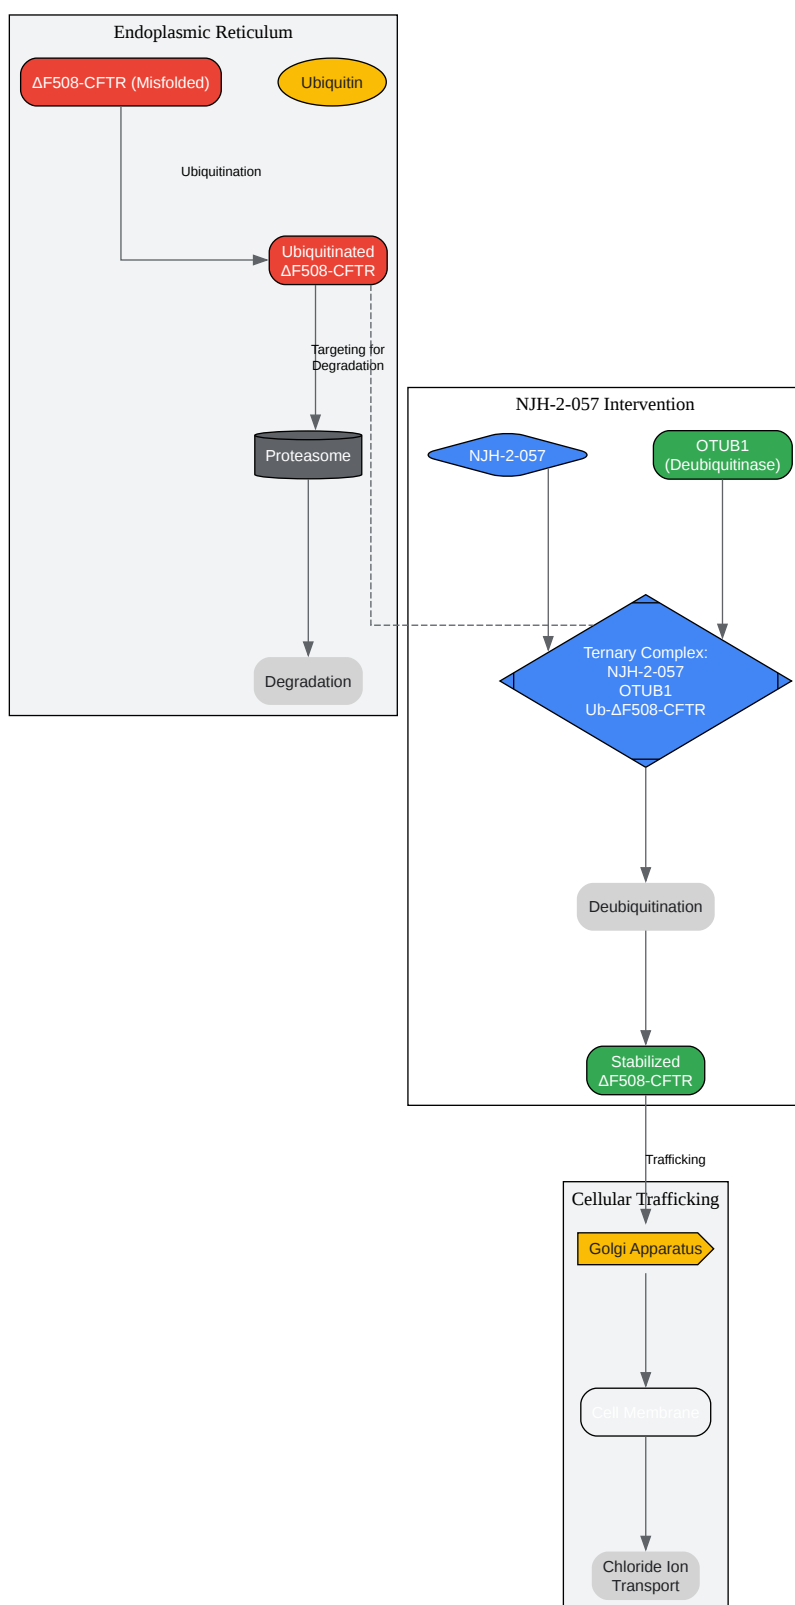 Endoplasmic Reticulum
ΔF508-CFTR (Misfolded)
Ubiquitin
Ubiquitination
Ubiquitinated
ΔF508-CFTR
Targeting for
Degradation
Proteasome
Degradation
NJH-2-057 Intervention
NJH-2-057
OTUB1
(Deubiquitinase)
Ternary Complex:
NJH-2-057
OTUB1
Ub-ΔF508-CFTR
Deubiquitination
Stabilized
ΔF508-CFTR
Trafficking
Cellular Trafficking
Golgi Apparatus
Cell Membrane
Chloride Ion
Transport